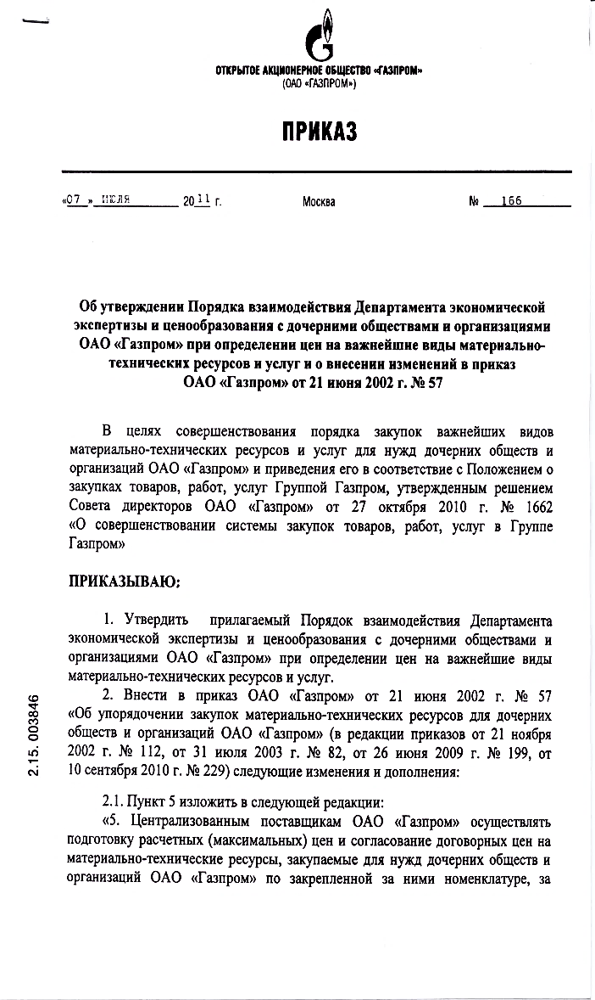 ОТКРЫТОЕ АКЦИОНЕРНОЕ ОБЩЕСТВО «ГАЗПРОМ»
(ОАО «ГАЗПРОМ»)
ПРИКАЗ
«07 » ИЮЛЯ 2011 г. Москва № 166
Об утверждении Порядка взаимодействия Департамента экономической
экспертизы и ценообразования с дочерними обществами и организациями
ОАО «Газпром» при определении цен на важнейшие виды материально-
технических ресурсов и услуг и о внесении изменений в приказ
ОАО «Газпром» от 21 июня 2002 г. № 57
В целях совершенствования порядка закупок важнейших видов
материально-технических ресурсов и услуг для нужд дочерних обществ и
организаций ОАО «Газпром» и приведения его в соответствие с Положением о
закупках товаров, работ, услуг Группой Газпром, утвержденным решением
Совета директоров ОАО «Газпром» от 27 октября 2010 г. № 1662
«О совершенствовании системы закупок товаров, работ, услуг в Группе
Газпром»
ПРИКАЗЫВАЮ:
1. Утвердить прилагаемый Порядок взаимодействия Департамента
экономической экспертизы и ценообразования с дочерними обществами и
организациями ОАО «Газпром» при определении цен на важнейшие виды
материально-технических ресурсов и услуг.
2. Внести в приказ ОАО «Газпром» от 21 июня 2002 г. № 57
«Об упорядочении закупок материально-технических ресурсов для дочерних
обществ и организаций ОАО «Газпром» (в редакции приказов от 21 ноября
2002 г. № 112, от 31 июля 2003 г. № 82, от 26 июня 2009 г. № 199, от
10 сентября 2010 г. № 229) следующие изменения и дополнения:
2.1. Пункт 5 изложить в следующей редакции:
«5. Централизованным поставщикам ОАО «Газпром» осуществлять
подготовку расчетных (максимальных) цен и согласование договорных цен на
материально-технические ресурсы, закупаемые для нужд дочерних обществ и
организаций ОАО «Газпром» по закрепленной за ними номенклатуре, за
2.15. 003846